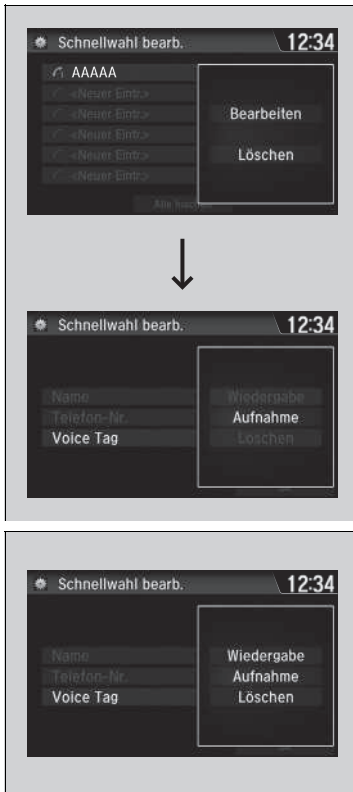 Schnellwahl bearb. 12:34
AAAAA
<Neuer Eintr.>
<Neuer Eintr.> Bearbeiten
<Neuer Eintr.>
<Neuer Eintr.> Löschen
<Neuer Eintr.>
Alle löschen
Schnellwahl bearb. 12:34
Name Wiedergabe
Telefon-Nr. Aufnahme
Voice Tag Löschen
Schnellwahl bearb. 12:34
Name Wiedergabe
Telefon-Nr. Aufnahme
Voice Tag Löschen